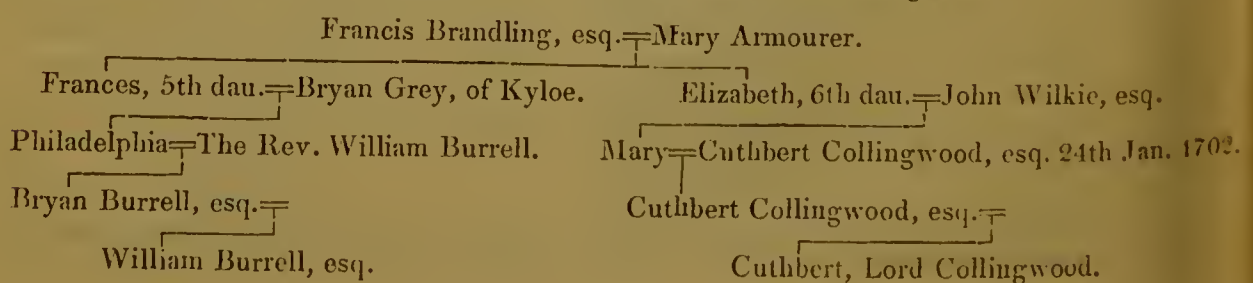 Francis Brandling, esq.=Mary Armourer.
Frances, 5th dau.=Bryan Grey, of Kyloe. Elizabeth, 6th dau.=John Wilkie, esq.
Philadelphia=The Rev. William Burrell. Mary=Cuthbert Collingwood, esq. 24th Jan. 1702.
Bryan Burrell, esq.= Cuthbert Collingwood, esq.=
William Burrell, esq. Cuthbert, Lord Collingwood.